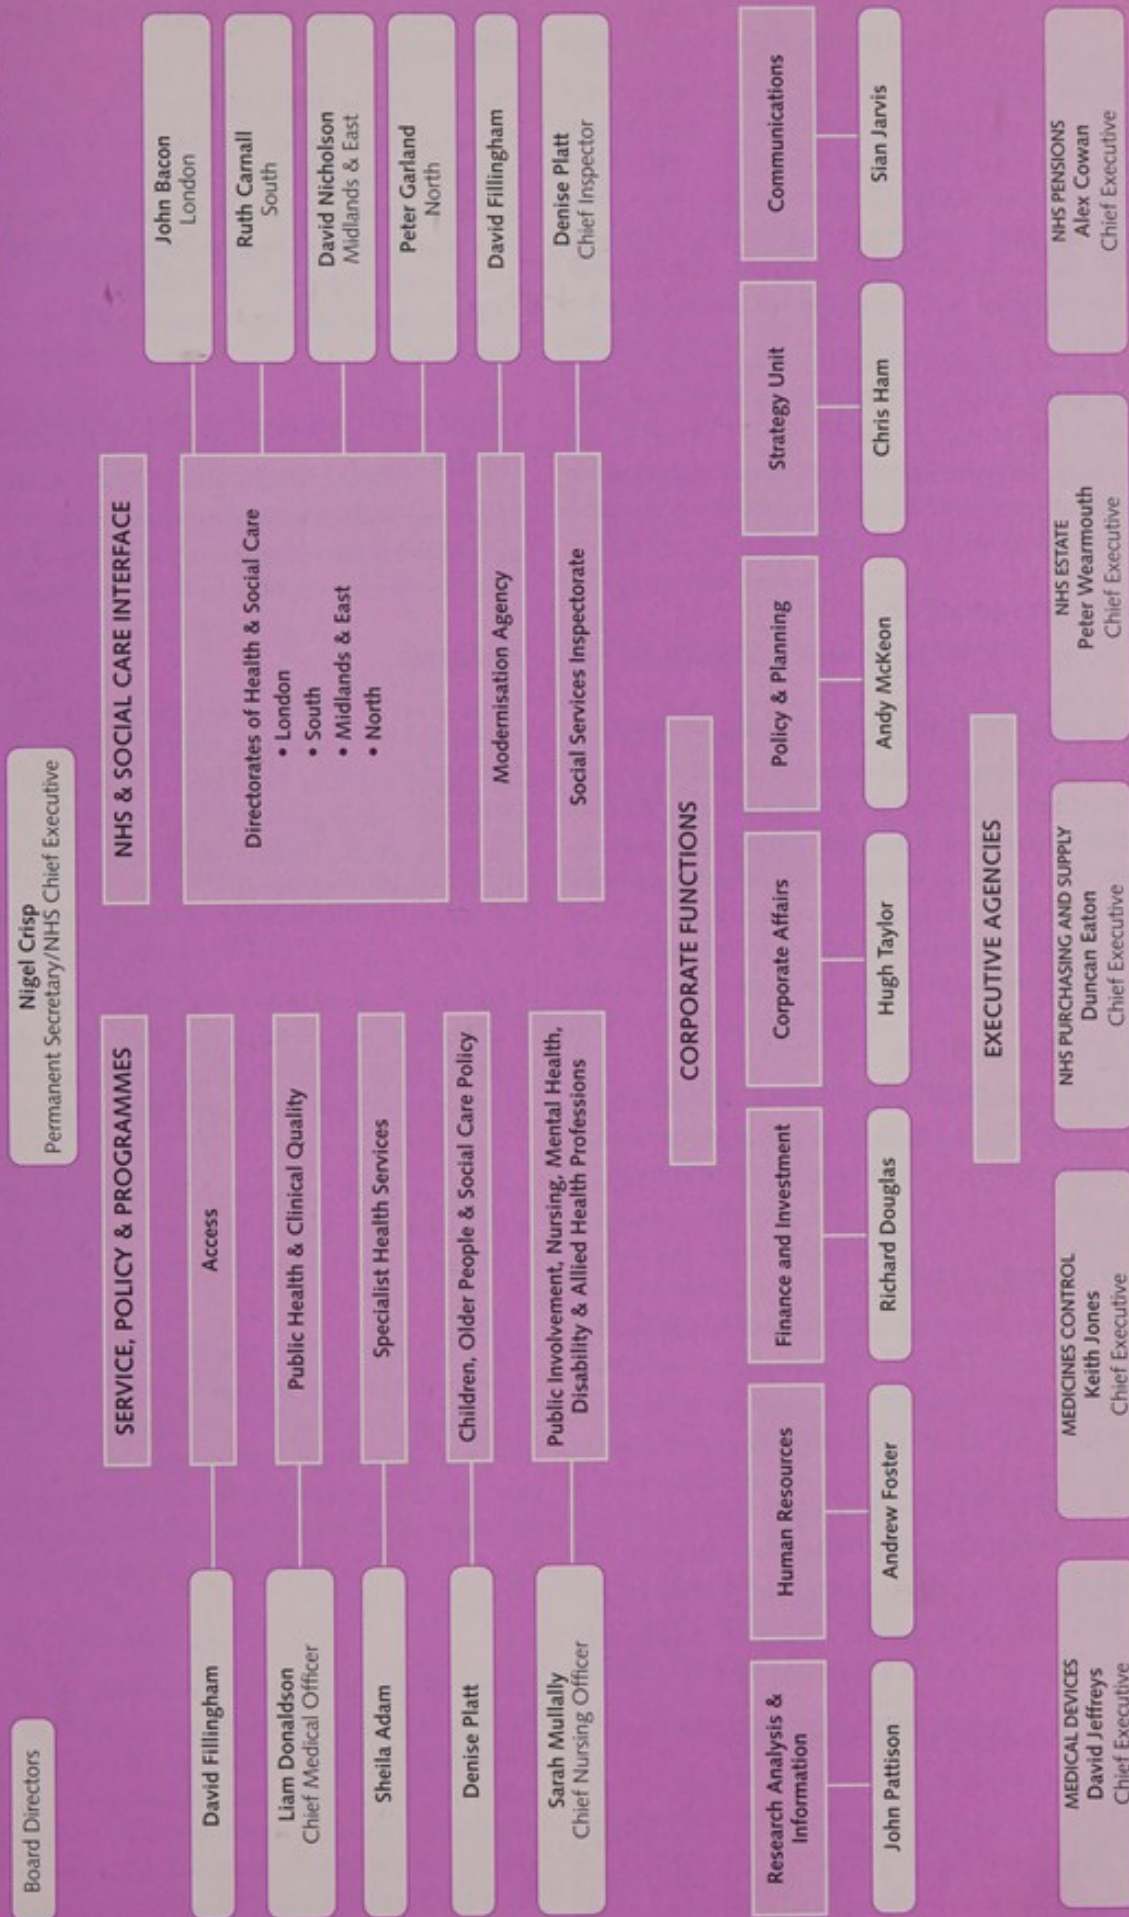 Board Directors
Nigel Crisp
Permanent Secretary/NHS Chief Executive
SERVICE, POLICY & PROGRAMMES
David Fillingham
Access
Liam Donaldson
Chief Medical Officer
Public Health & Clinical Quality
Sheila Adam
Specialist Health Services
Denise Platt
Children, Older People & Social Care Policy
Sarah Mullally
Chief Nursing Officer
Public Involvement, Nursing, Mental Health,
Disability & Allied Health Professions
NHS & SOCIAL CARE INTERFACE
Directorates of Health & Social Care
• London
• South
• Midlands & East
• North
John Bacon
London
Ruth Carnall
South
David Nicholson
Midlands & East
Peter Garland
North
Modernisation Agency
David Fillingham
Social Services Inspectorate
Denise Platt
Chief Inspector
CORPORATE FUNCTIONS
Research Analysis &
Information
John Pattison
Human Resources
Andrew Foster
Finance and Investment
Richard Douglas
Corporate Affairs
Hugh Taylor
Policy & Planning
Andy McKeon
Strategy Unit
Chris Ham
Communications
Sian Jarvis
EXECUTIVE AGENCIES
MEDICAL DEVICES
David Jeffreys
Chief Executive
MEDICINES CONTROL
Keith Jones
Chief Executive
NHS PURCHASING AND SUPPLY
Duncan Eaton
Chief Executive
NHS ESTATE
Peter Wearmouth
Chief Executive
NHS PENSIONS
Alex Cowan
Chief Executive